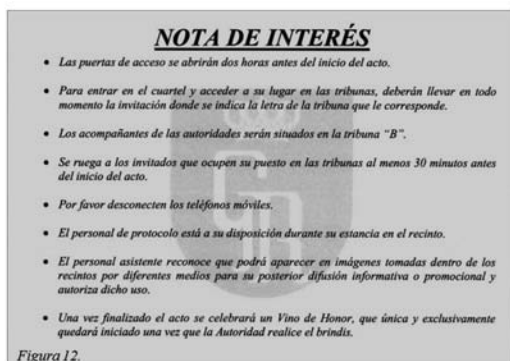 NOTA DE INTERÉS
• Las puertas de acceso se abrirán dos horas antes del inicio del acto.
• Para entrar en el cuartel y acceder a su lugar en las tribunas, deberán llevar en todo
momento la invitación donde se indica la letra de la tribuna que le corresponde.
• Los acompañantes de las autoridades serán situados en la tribuna “B”.
• Se ruega a los invitados que ocupen su puesto en las tribunas al menos 30 minutos antes
del inicio del acto.
• Por favor desconecten los teléfonos móviles.
• El personal de protocolo está a su disposición durante su estancia en el recinto.
• El personal asistente reconoce que podrá aparecer en imágenes tomadas dentro de los
recintos por diferentes medios para su posterior difusión informativa o promocional y
autoriza dicho uso.
• Una vez finalizado el acto se celebrará un Vino de Honor, que única y exclusivamente
quedará iniciado una vez que la Autoridad realice el brindis.
Figura 12.